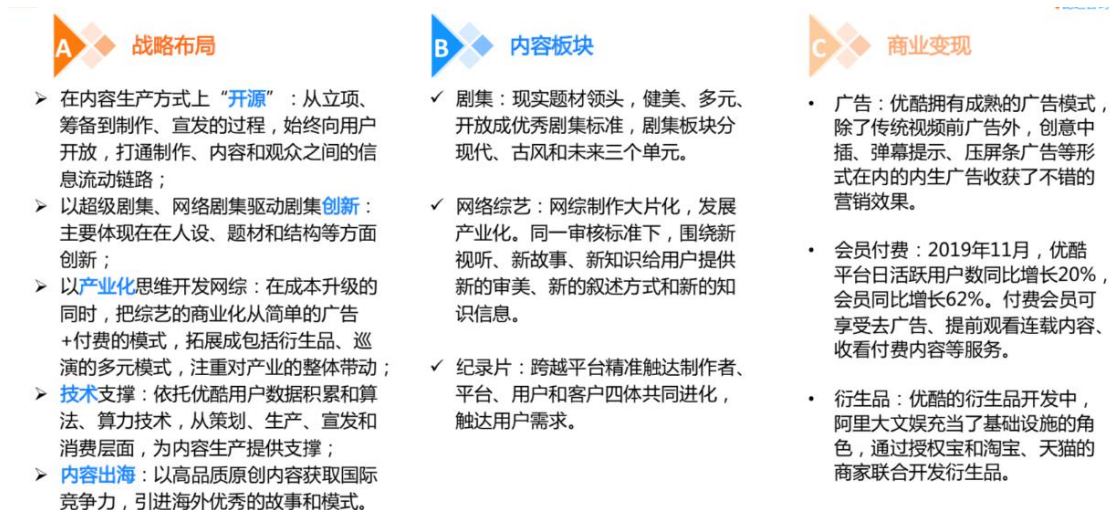 A 战略布局
➢ 在内容生产方式上“开源”：从立项、
筹备到制作、宣发的过程，始终向用户
开放，打通制作、内容和观众之间的信
息流动链路；
➢ 以超级剧集、网络剧集驱动剧集创新：
主要体现在在人设、题材和结构等方面
创新；
➢ 以产业化思维开发网综：在成本升级的
同时，把综艺的商业化从简单的广告
+付费的模式，拓展成包括衍生品、巡
演的多元模式，注重对产业的整体带动；
➢ 技术支撑：依托优酷用户数据积累和算
法、算力技术，从策划、生产、宣发和
消费层面，为内容生产提供支撑；
➢ 内容出海：以高品质原创内容获取国际
竞争力，引进海外优秀的故事和模式。
B 内容板块
✓ 剧集：现实题材领头，健美、多元、
开放成优秀剧集标准，剧集板块分
现代、古风和未来三个单元。
✓ 网络综艺：网综制作大片化，发展
产业化。同一审核标准下，围绕新
视听、新故事、新知识给用户提供
新的审美、新的叙述方式和新的知
识信息。
✓ 纪录片：跨越平台精准触达制作者、
平台、用户和客户四体共同进化，
触达用户需求。
C 商业变现
• 广告：优酷拥有成熟的广告模式，
除了传统视频前广告外，创意中
插、弹幕提示、压屏条广告等形
式在内的内生广告收获了不错的
营销效果。
• 会员付费：2019年11月，优酷
平台日活跃用户数同比增长20%，
会员同比增长62%。付费会员可
享受去广告、提前观看连载内容、
收看付费内容等服务。
• 衍生品：优酷的衍生品开发中，
阿里大文娱充当了基础设施的角
色，通过授权宝和淘宝、天猫的
商家联合开发衍生品。